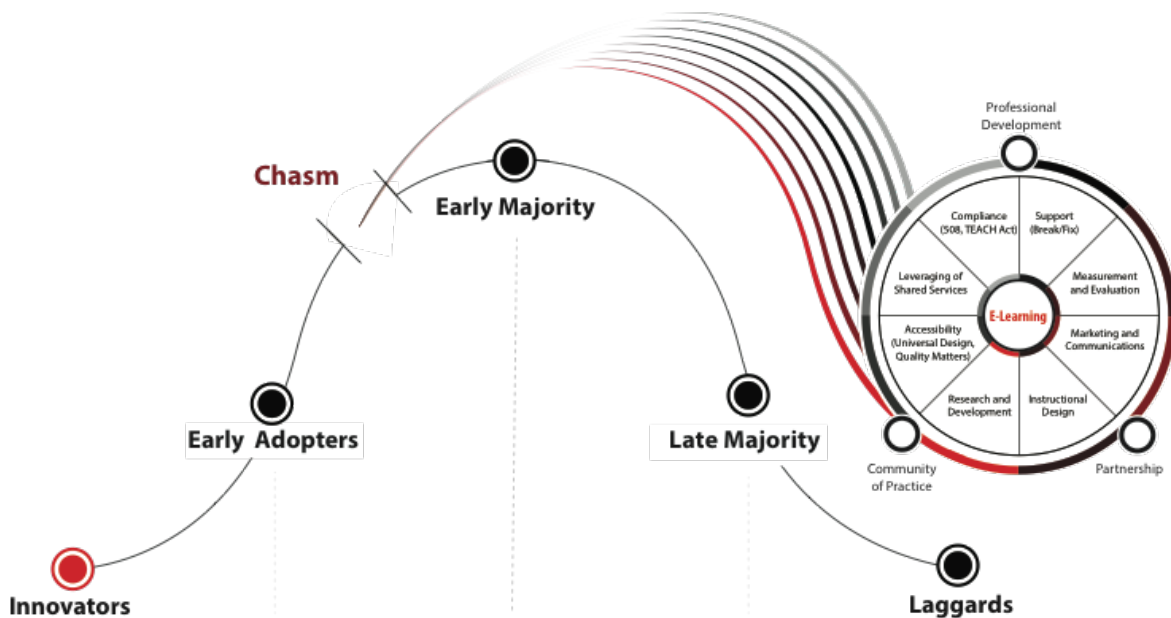 Professional
Development
Chasm
Early Majority
Compliance
(508, TEACH Act)
Support
(Break/Fix)
Leveraging of
Shared Services
Measurement
and Evaluation
E-Learning
Accessibility
(Universal Design,
Quality Matters)
Marketing and
Communications
Research and
Development
Instructional
Design
Early Adopters
Late Majority
Community
of Practice
Partnership
Innovators
Laggards